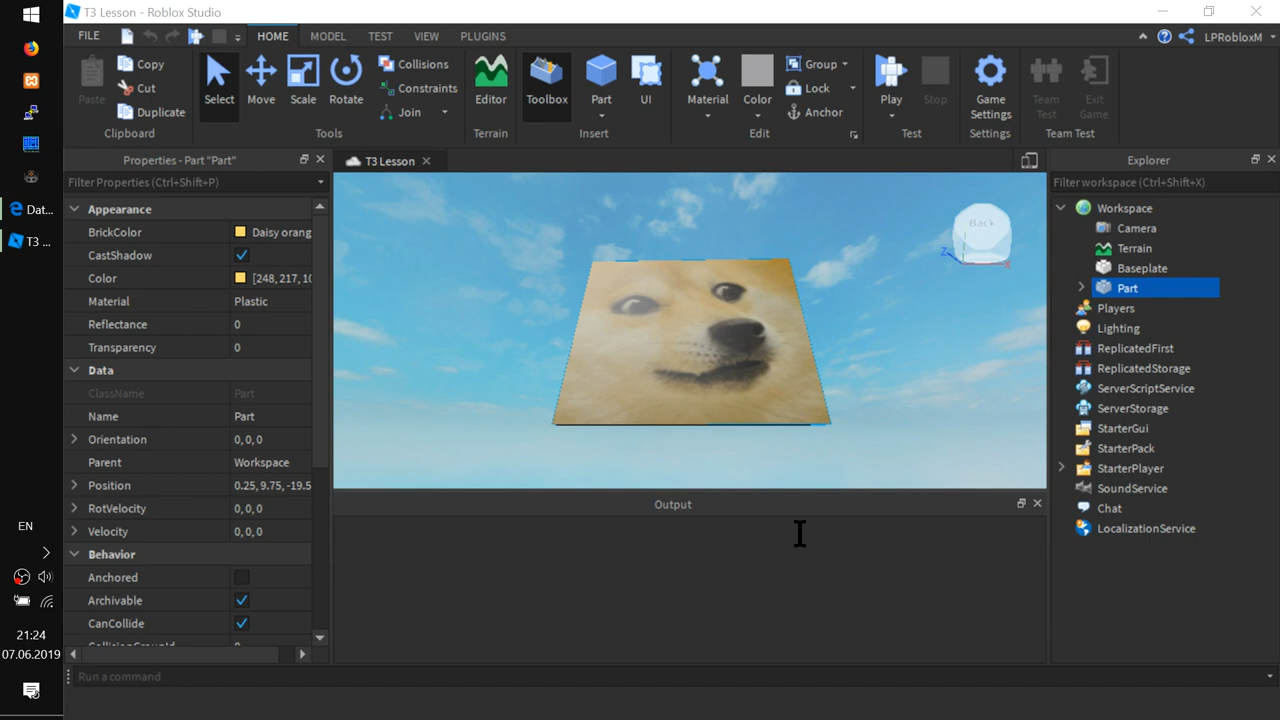 T3 Lesson - Roblox Studio
FILE
HOME
MODEL
TEST
VIEW
PLUGINS
LPRobloxM
Paste
Copy
Cut
Duplicate
Clipboard
Select
Move
Scale
Rotate
Collisions
Constraints
Join
Tools
Editor
Terrain
Toolbox
Part
UI
Insert
Material
Color
Group
Lock
Anchor
Edit
Play
Stop
Test
Game
Settings
Settings
Team
Test
Exit
Game
Team Test
Properties - Part "Part"
Filter Properties (Ctrl+Shift+P)
Appearance
BrickColor Daisy orang
CastShadow
Color [248, 217, 10
Material Plastic
Reflectance 0
Transparency 0
Data
ClassName Part
Name Part
Orientation 0, 0, 0
Parent Workspace
Position 0.25, 9.75, -19.5
RotVelocity 0, 0, 0
Velocity 0, 0, 0
Behavior
Anchored
Archivable
CanCollide
T3 Lesson
Back
Z
X
Output
Explorer
Filter workspace (Ctrl+Shift+X)
Workspace
Camera
Terrain
Baseplate
Part
Players
Lighting
ReplicatedFirst
ReplicatedStorage
ServerScriptService
ServerStorage
StarterGui
StarterPack
StarterPlayer
SoundService
Chat
LocalizationService
Run a command
Dat...
T3 ...
EN
21:24
07.06.2019